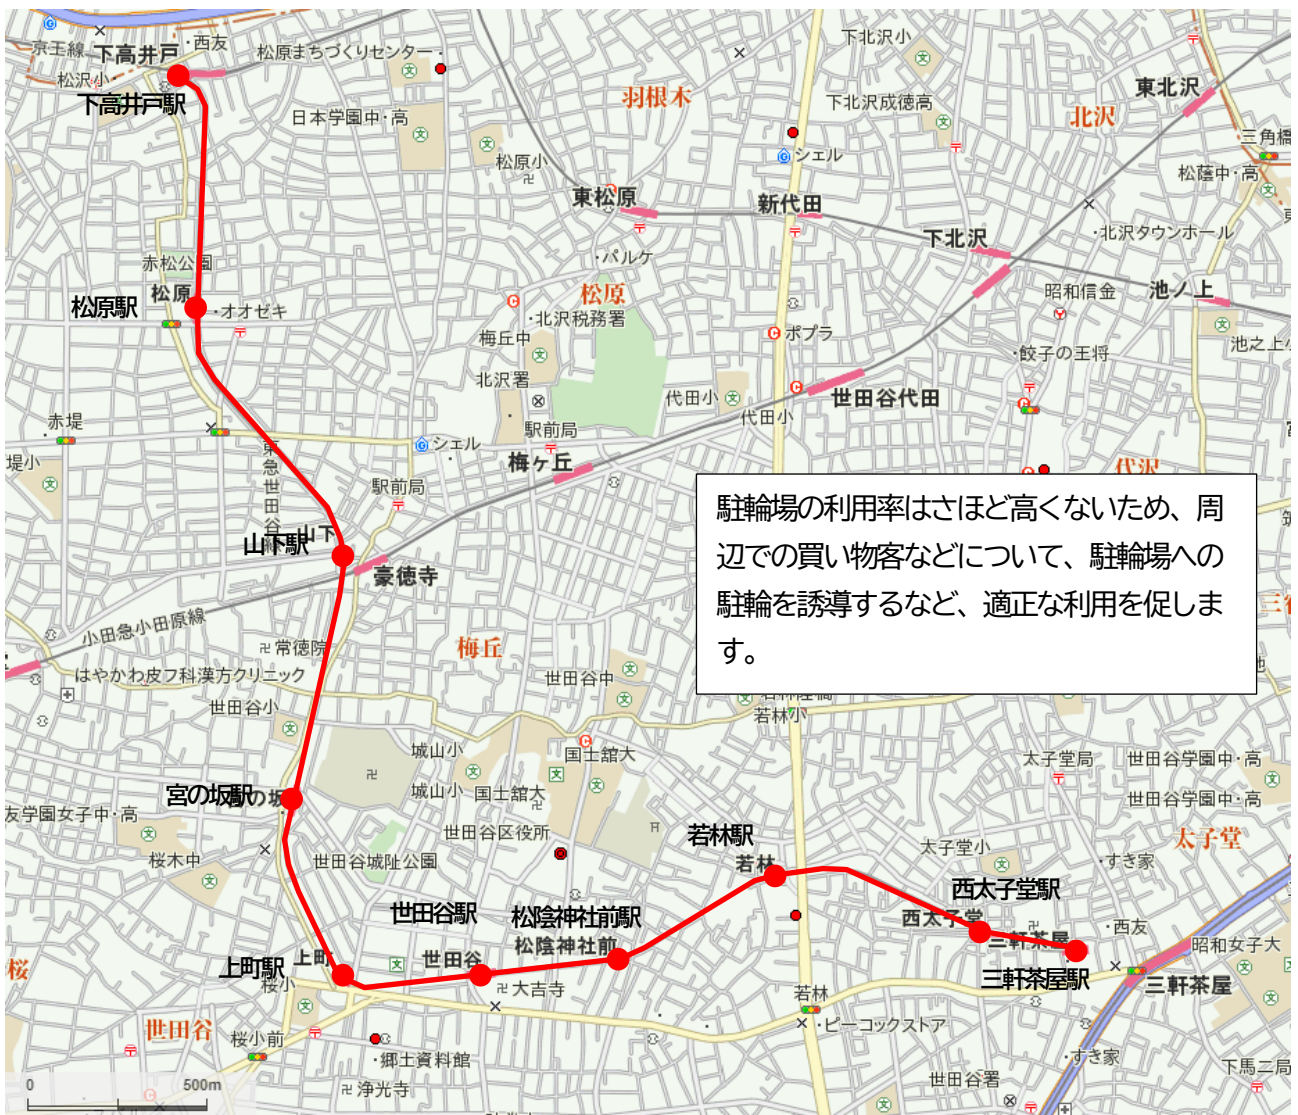 下高井戸
・西友
京王線
松原まちづくりセンター・
下北沢小
松沢小
下高井戸駅
羽根木
下北沢成徳高
北沢
東北沢
日本学園中・高
三角橋
松原小
シェル
松蔭中・高
東松原
新代田
下北沢
・北沢タウンホール
赤松公園
・パルケ
松原
松原
昭和信金
池ノ上
松原駅
・オオゼキ
・北沢税務署
梅丘中
ポプラ
・餃子の王将
池之上小
北沢署
代田小
世田谷代田
代田小
赤堤
シェル
駅前局
東急世田谷線
梅ヶ丘
代沢
堤小
駅前局
駐輪場の利用率はさほど高くないため、周
辺での買い物客などについて、駐輪場への
駐輪を誘導するなど、適正な利用を促しま
す。
山下駅
山下
豪徳寺
小田急小田原線
常徳院
梅丘
はやかわ皮フ科漢方クリニック
世田谷中
世田谷小
若林小
城山小
国士舘大
太子堂局
世田谷学園中・高
城山小
国士舘大
世田谷学園中・高
宮の坂駅
友学園女子中・高
世田谷区役所
若林駅
太子堂
桜木中
世田谷城址公園
若林
太子堂小
・すき家
西太子堂駅
世田谷駅
松陰神社前駅
西太子堂
・西友
松陰神社前
三軒茶屋
昭和女子大
上町
世田谷
上町駅
三軒茶屋駅
三軒茶屋
桜
桜小
大吉寺
若林
世田谷
桜小前
・ピーコックストア
・郷土資料館
・すき家
下馬二局
浄光寺
世田谷署
0 500m